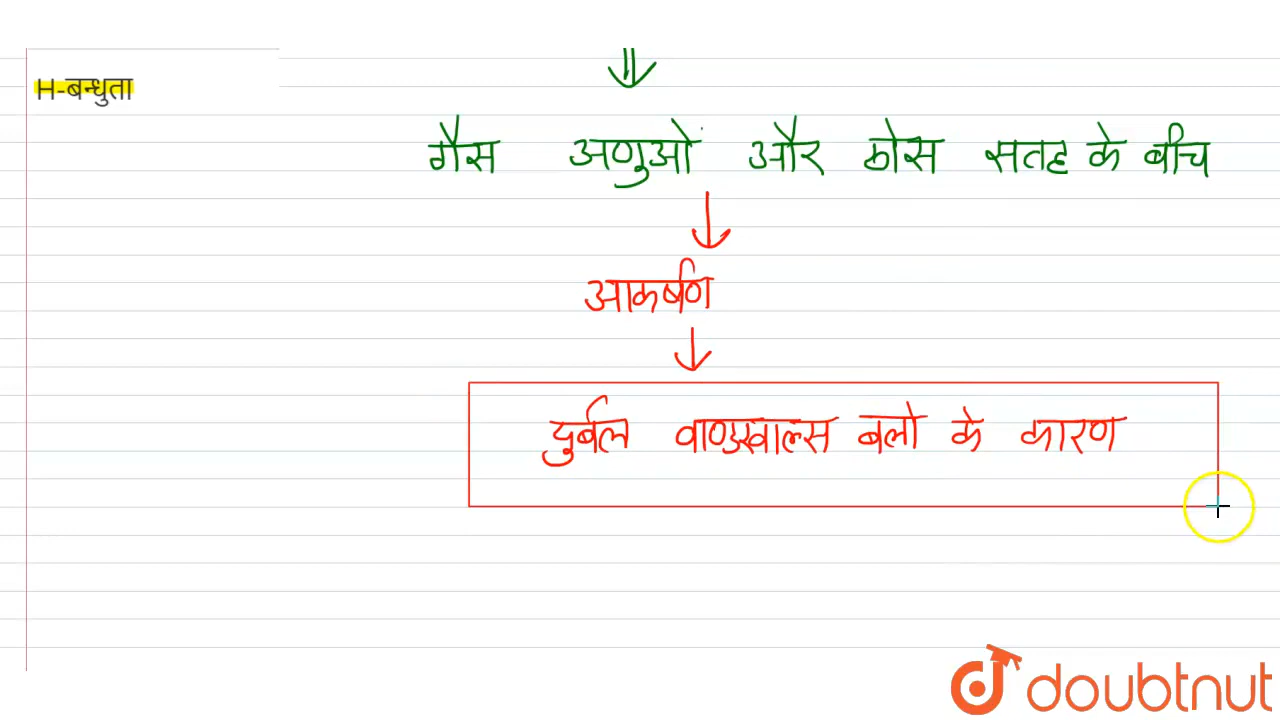 H-बन्धुता
गैस अणुओं और ठोस सतह के बीच
आकर्षण
दुर्बल वाण्डरवाल्स बलो के कारण
doubtnut